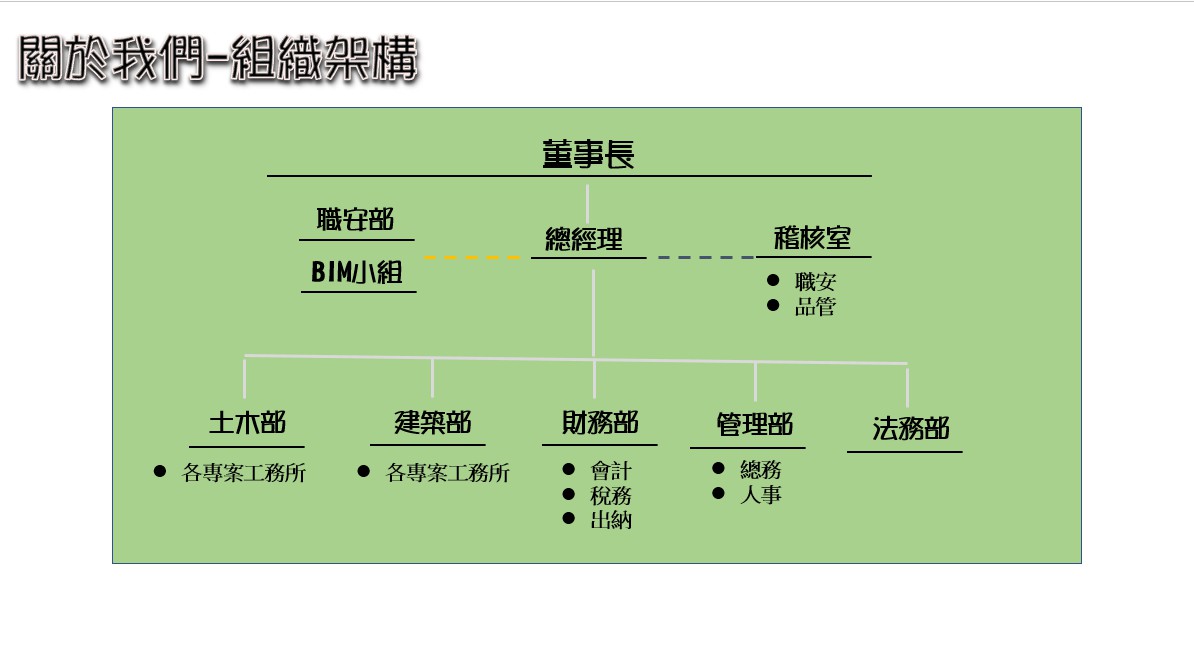 關於我們-組織架構
董事長
職安部
BIM小組
總經理
稽核室
● 職安
● 品管
土木部
● 各專案工務所
建築部
● 各專案工務所
財務部
● 會計
● 稅務
● 出納
管理部
● 總務
● 人事
法務部